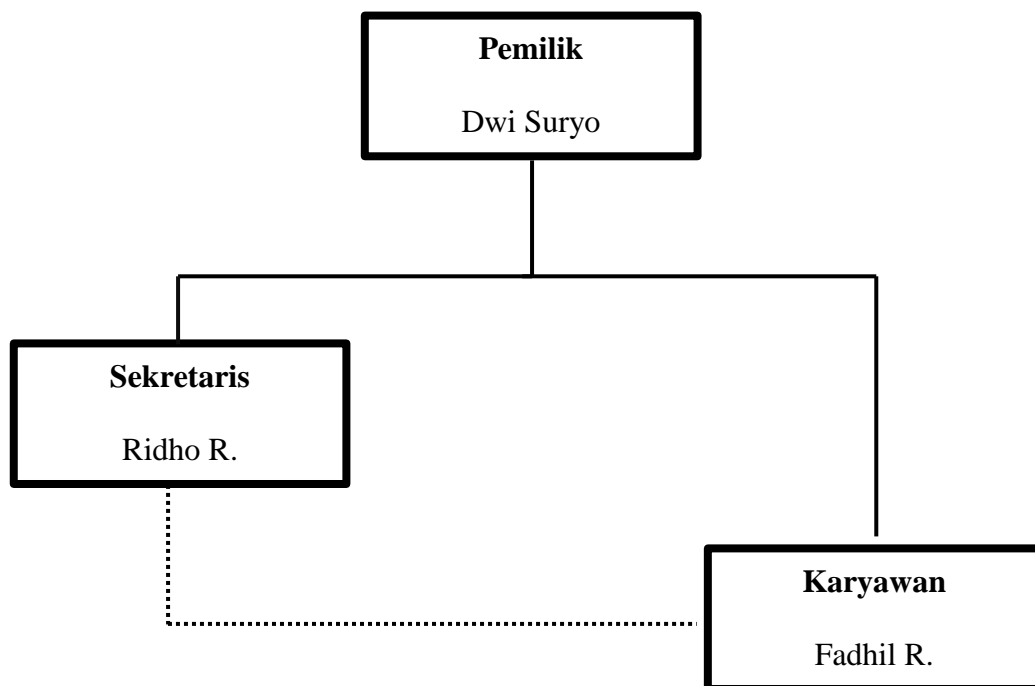 Pemilik
Dwi Suryo
Sekretaris
Ridho R.
Karyawan
Fadhil R.